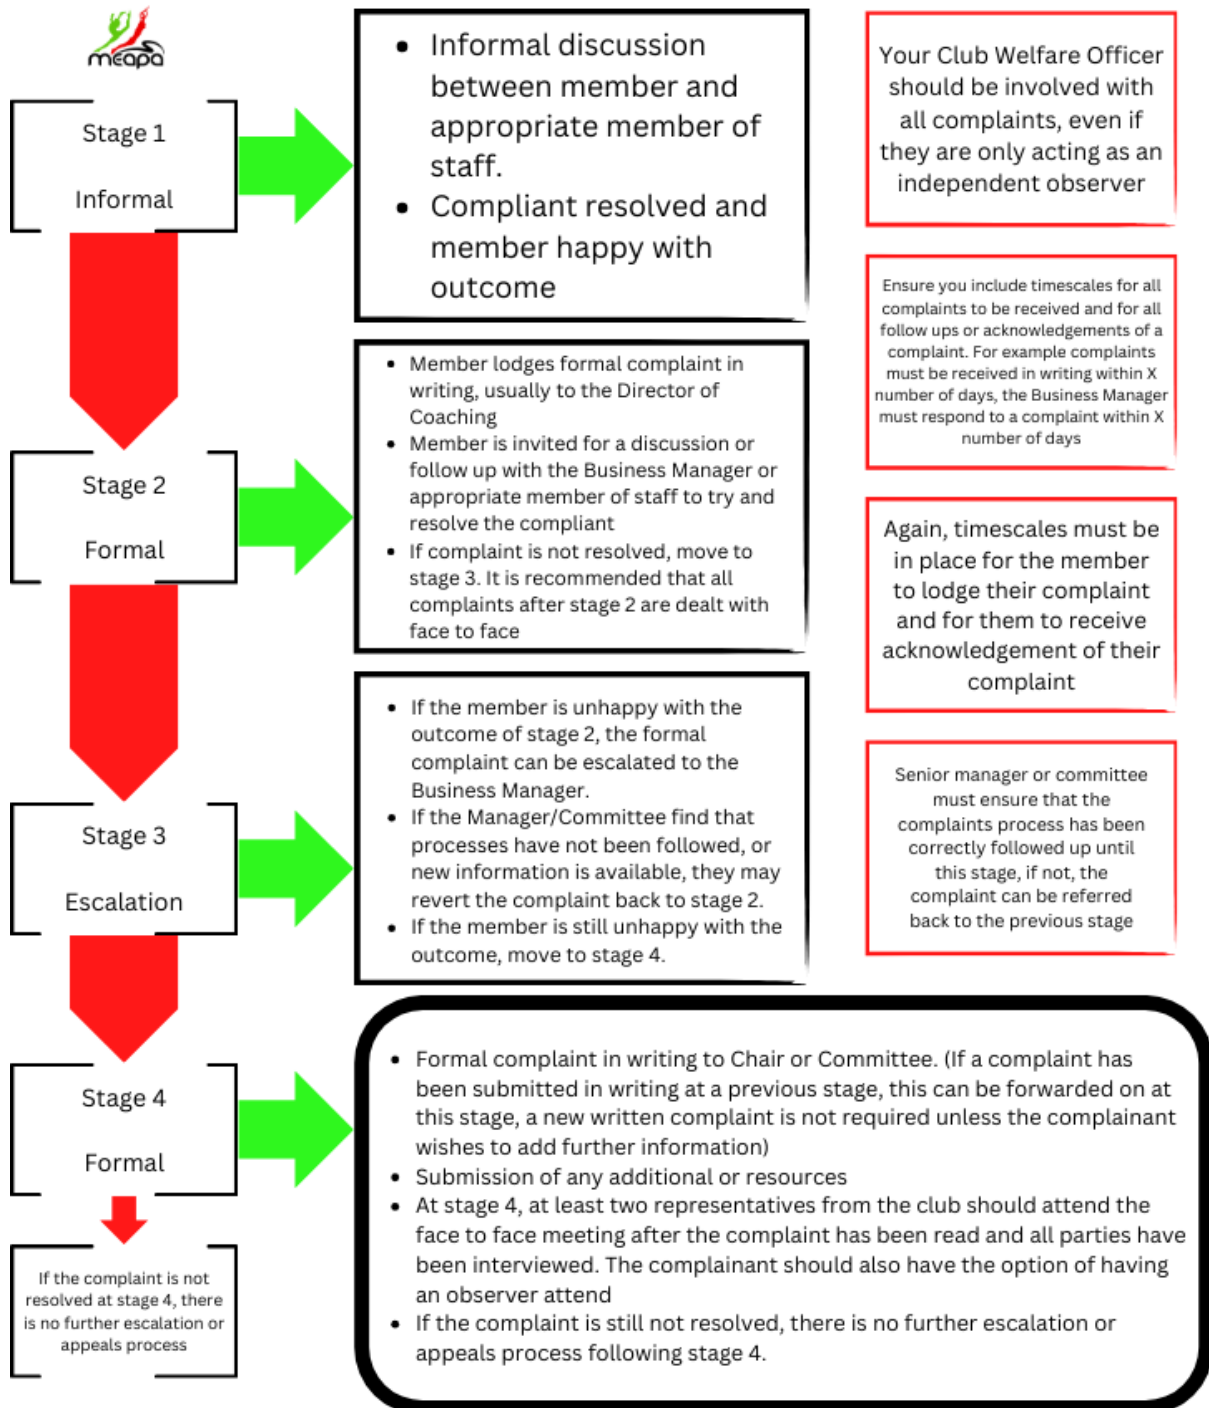 meapa
Stage 1
Informal
• Informal discussion
between member and
appropriate member of
staff.
• Compliant resolved and
member happy with
outcome
Your Club Welfare Officer
should be involved with
all complaints, even if
they are only acting as an
independent observer
Ensure you include timescales for all
complaints to be received and for all
follow ups or acknowledgements of a
complaint. For example complaints
must be received in writing within X
number of days, the Business Manager
must respond to a complaint within X
number of days
Stage 2
Formal
• Member lodges formal complaint in
writing, usually to the Director of
Coaching
• Member is invited for a discussion or
follow up with the Business Manager or
appropriate member of staff to try and
resolve the compliant
• If complaint is not resolved, move to
stage 3. It is recommended that all
complaints after stage 2 are dealt with
face to face
Again, timescales must be
in place for the member
to lodge their complaint
and for them to receive
acknowledgement of their
complaint
Stage 3
Escalation
• If the member is unhappy with the
outcome of stage 2, the formal
complaint can be escalated to the
Business Manager.
• If the Manager/Committee find that
processes have not been followed, or
new information is available, they may
revert the complaint back to stage 2.
• If the member is still unhappy with the
outcome, move to stage 4.
Senior manager or committee
must ensure that the
complaints process has been
correctly followed up until
this stage, if not, the
complaint can be referred
back to the previous stage
Stage 4
Formal
• Formal complaint in writing to Chair or Committee. (If a complaint has
been submitted in writing at a previous stage, this can be forwarded on at
this stage, a new written complaint is not required unless the complainant
wishes to add further information)
• Submission of any additional or resources
• At stage 4, at least two representatives from the club should attend the
face to face meeting after the complaint has been read and all parties have
been interviewed. The complainant should also have the option of having
an observer attend
• If the complaint is still not resolved, there is no further escalation or
appeals process following stage 4.
If the complaint is not
resolved at stage 4, there
is no further escalation or
appeals process